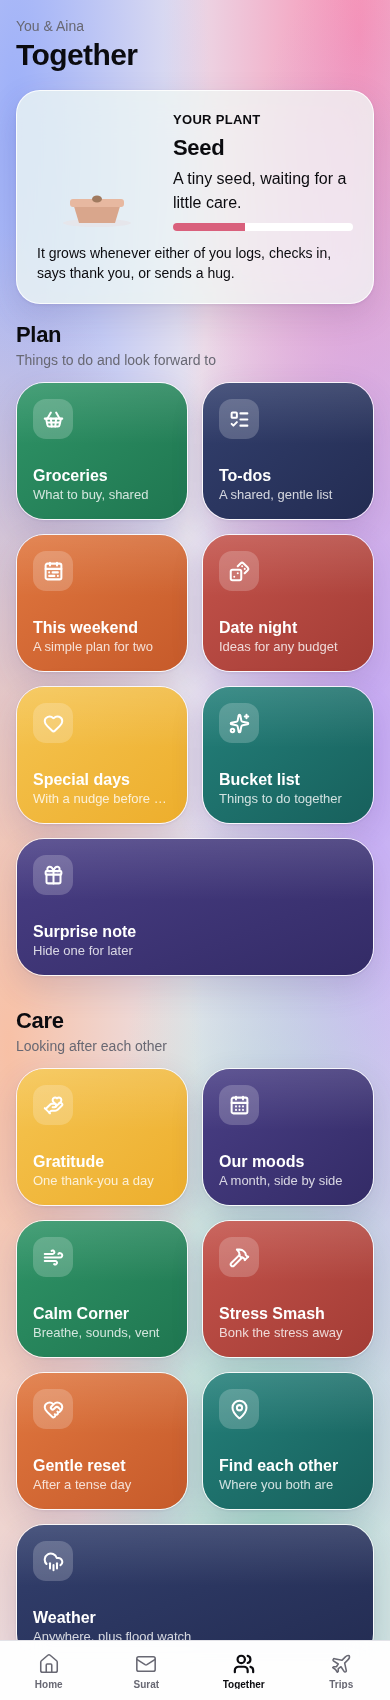 You & Aina
Together
YOUR PLANT
Seed
A tiny seed, waiting for a
little care.
It grows whenever either of you logs, checks in,
says thank you, or sends a hug.
Plan
Things to do and look forward to
Groceries
What to buy, shared
To-dos
A shared, gentle list
This weekend
A simple plan for two
Date night
Ideas for any budget
Special days
With a nudge before ...
Bucket list
Things to do together
Surprise note
Hide one for later
Care
Looking after each other
Gratitude
One thank-you a day
Our moods
A month, side by side
Calm Corner
Breathe, sounds, vent
Stress Smash
Bonk the stress away
Gentle reset
After a tense day
Find each other
Where you both are
Weather
Anywhere, plus flood watch
Home
Surat
Together
Trips